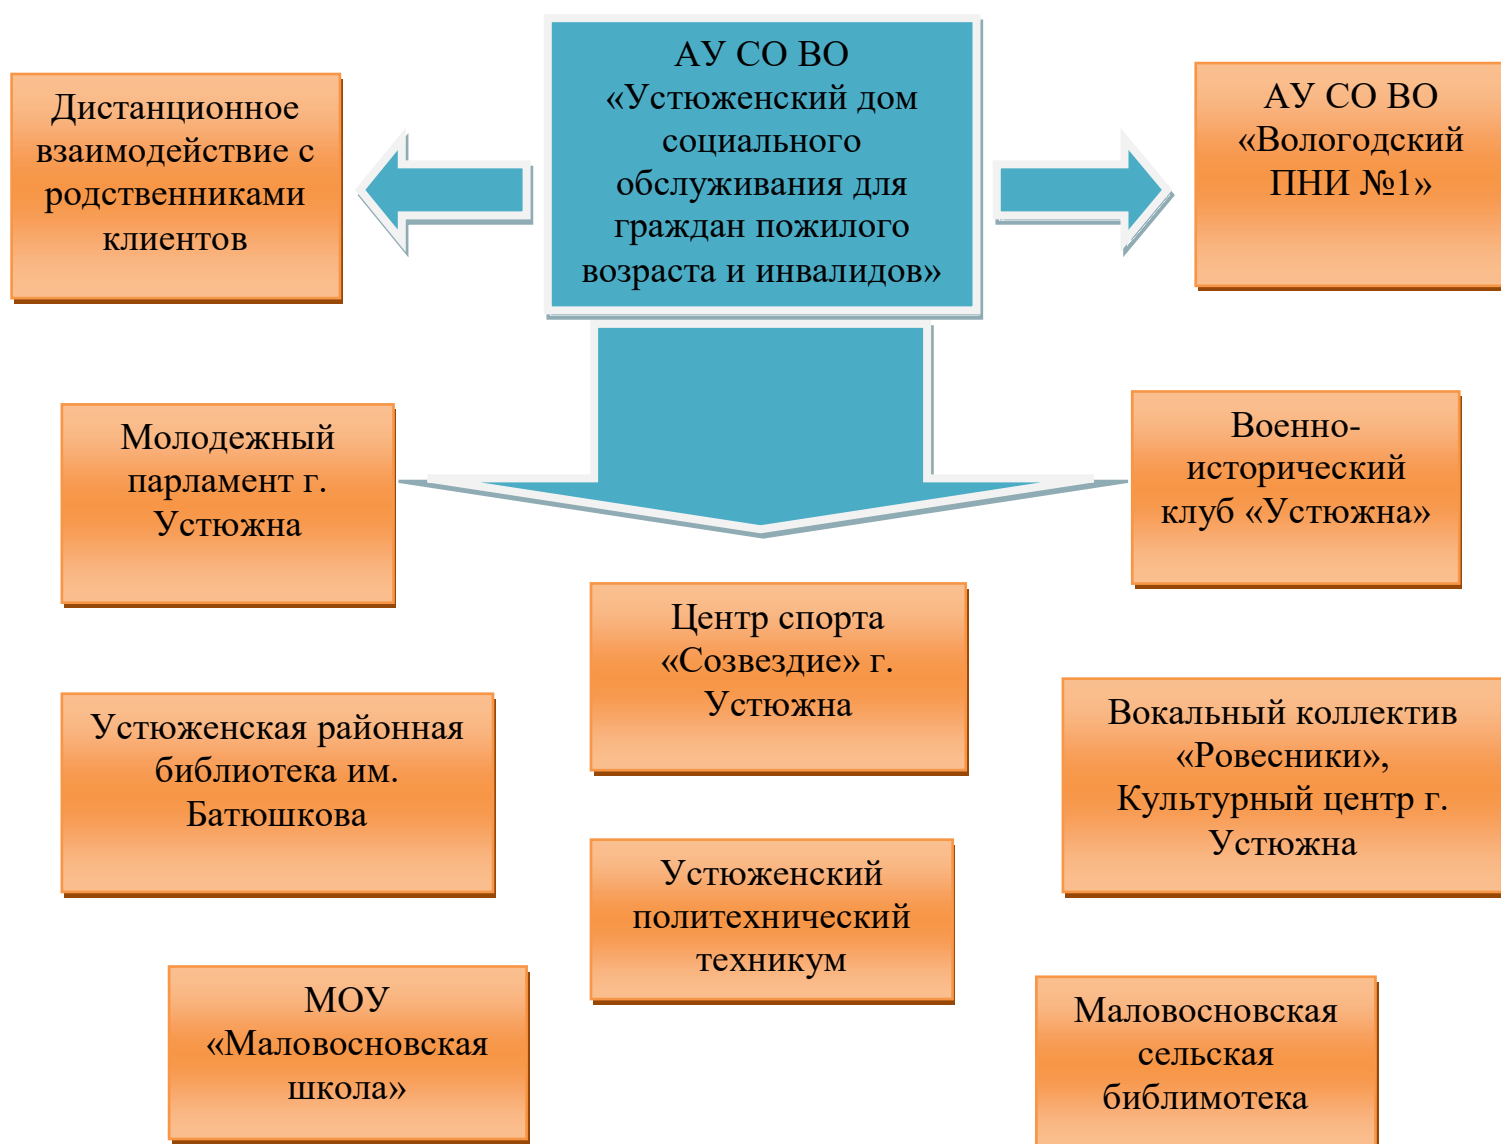 АУ СО ВО
«Устюженский дом
социального
обслуживания для
граждан пожилого
возраста и инвалидов»
Дистанционное
взаимодействие с
родственниками
клиентов
АУ СО ВО
«Вологодский
ПНИ №1»
Молодежный
парламент г.
Устюжна
Военно-
исторический
клуб «Устюжна»
Центр спорта
«Созвездие» г.
Устюжна
Устюженская районная
библиотека им.
Батюшкова
Вокальный коллектив
«Ровесники»,
Культурный центр г.
Устюжна
Устюженский
политехнический
техникум
МОУ
«Маловосновская
школа»
Маловосновская
сельская
библимотека